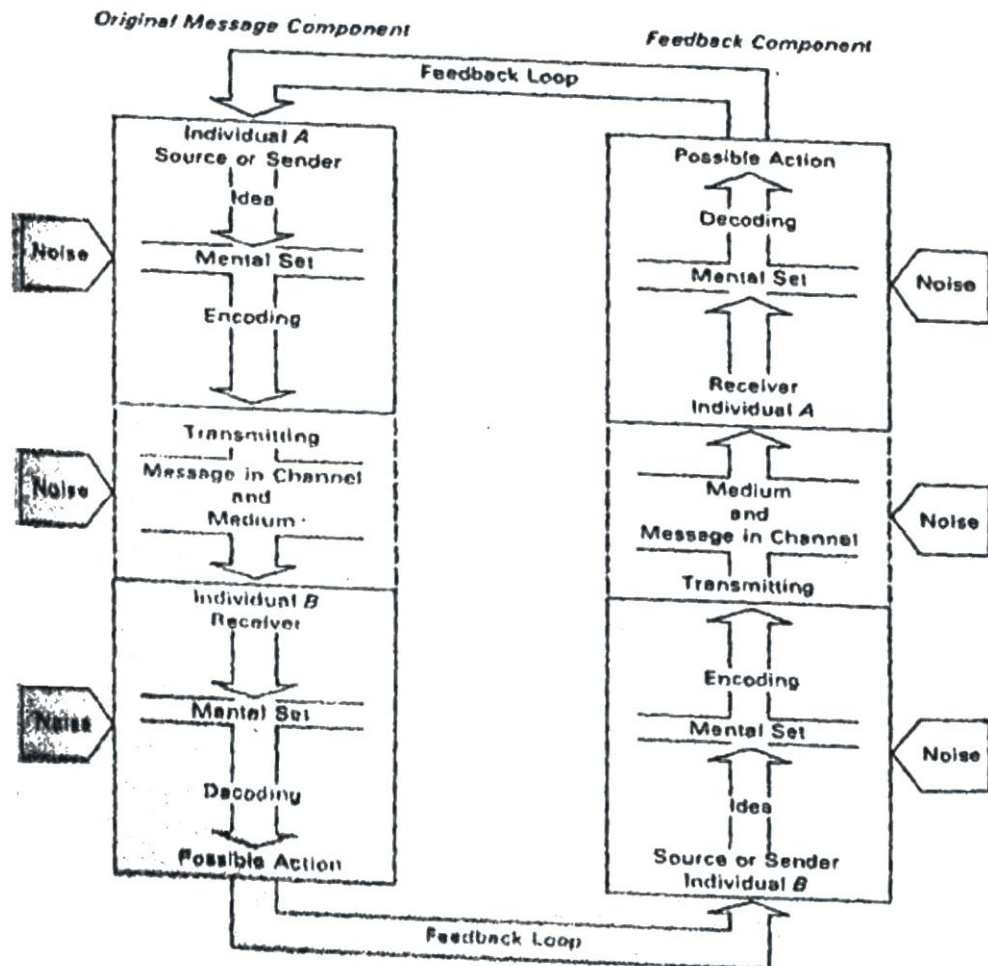 Original Message Component
Feedback Component
Feedback Loop
Individual A
Source or Sender
Idea
Noise
Mental Set
Encoding
Transmitting
Noise
Message in Channel
and
Medium
Individual B
Receiver
Noise
Mental Set
Decoding
Possible Action
Possible Action
Decoding
Mental Set
Noise
Receiver
Individual A
Medium
and
Noise
Message in Channel
Transmitting
Encoding
Mental Set
Noise
Idea
Source or Sender
Individual B
Feedback Loop